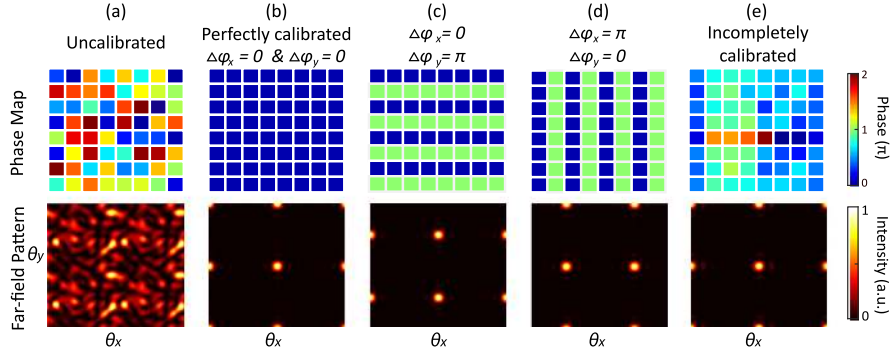 (a)
Uncalibrated
(b)
Perfectly calibrated
△φx = 0 & △φy = 0
(c)
△φx = 0
△φy = π
(d)
△φx = π
△φy = 0
(e)
Incompletely
calibrated
Phase Map
2
1
0
Phase (π)
Far-field Pattern
θy
1
0
Intensity (a.u.)
θx
θx
θx
θx
θx